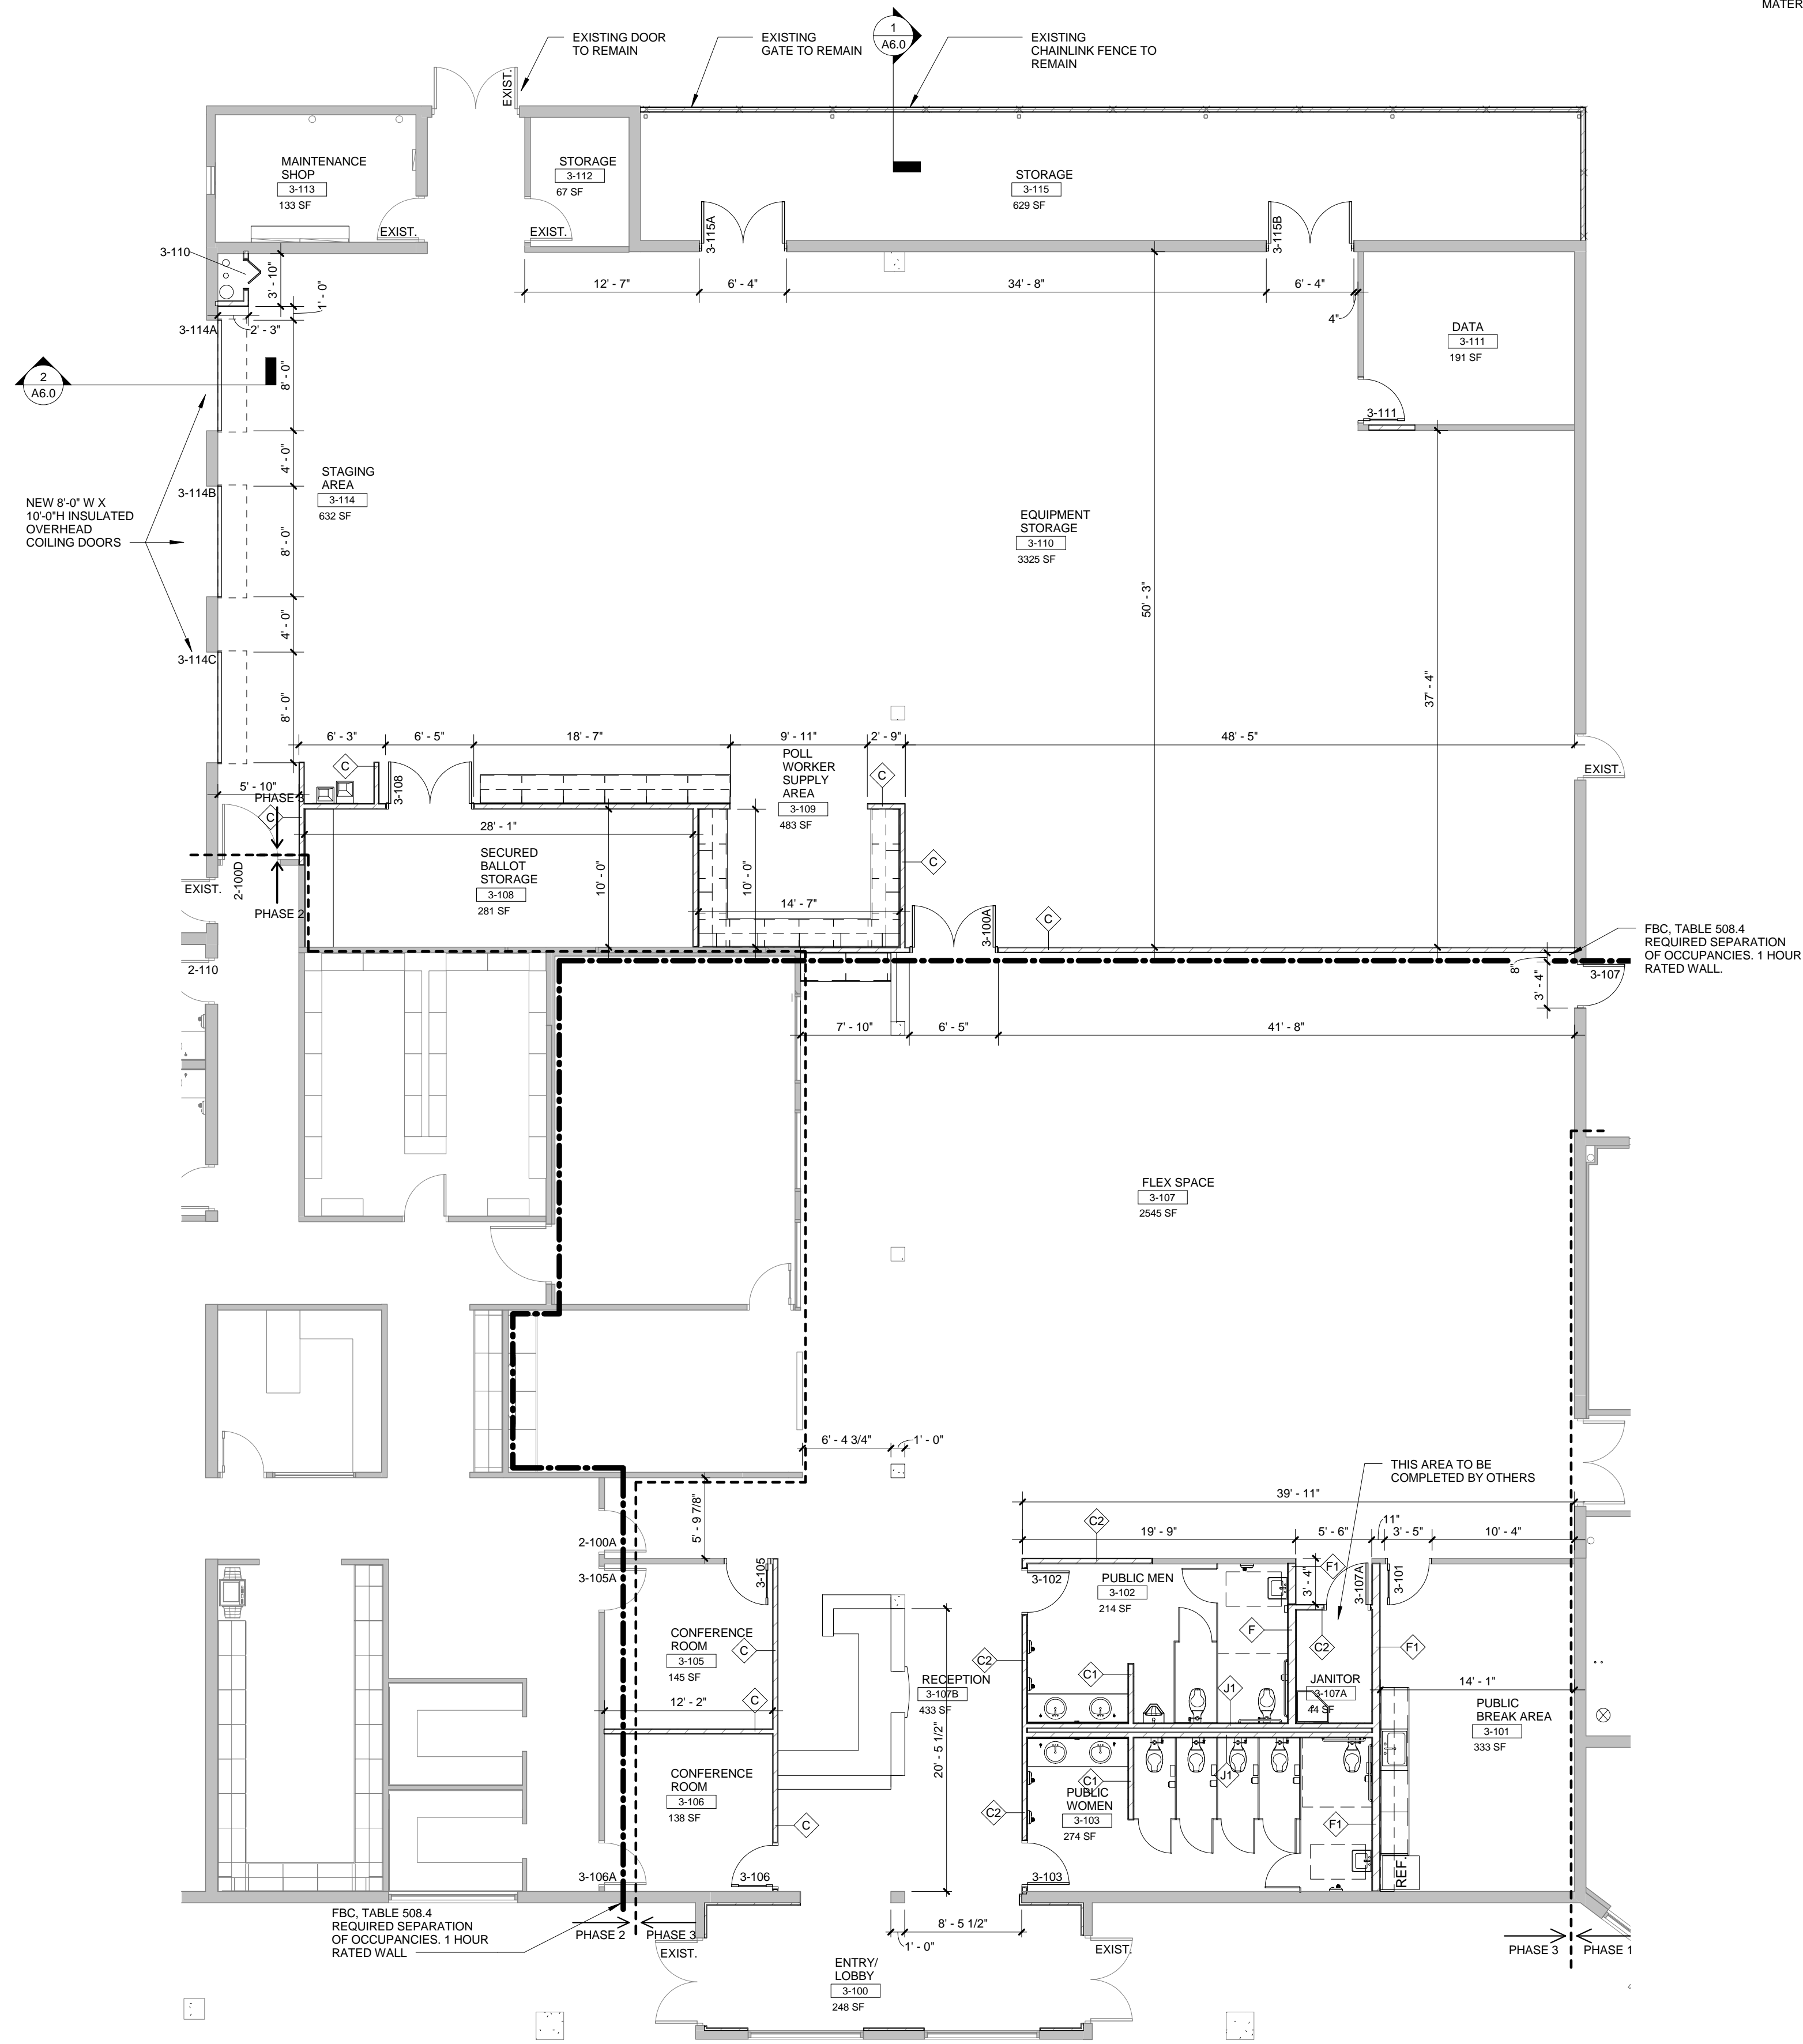 MATER
EXISTING DOOR
TO REMAIN
EXISTING
GATE TO REMAIN
1
A6.0
EXISTING
CHAINLINK FENCE TO
REMAIN
EXIST.
MAINTENANCE
SHOP
3-113
133 SF
EXIST.
STORAGE
3-112
67 SF
EXIST.
STORAGE
3-115
629 SF
3-115A
3-115B
3-110
3' - 10"
1' - 0"
2' - 3"
3-114A
12' - 7"
6' - 4"
34' - 8"
6' - 4"
4"
DATA
3-111
191 SF
3-111
2
A6.0
8' - 0"
4' - 0"
STAGING
AREA
3-114
632 SF
3-114B
NEW 8'-0" W X
10'-0"H INSULATED
OVERHEAD
COILING DOORS
8' - 0"
EQUIPMENT
STORAGE
3-110
3325 SF
50' - 3"
4' - 0"
3-114C
37' - 4"
8' - 0"
6' - 3"
6' - 5"
18' - 7"
9' - 11"
2' - 9"
48' - 5"
POLL
WORKER
SUPPLY
AREA
3-109
483 SF
C
C
EXIST.
5' - 10"
PHASE 3
C
3-108
28' - 1"
SECURED
BALLOT
STORAGE
3-108
281 SF
10' - 0"
10' - 0"
14' - 7"
C
EXIST.
2-100D
PHASE 2
3-100A
C
FBC, TABLE 508.4
REQUIRED SEPARATION
OF OCCUPANCIES. 1 HOUR
RATED WALL.
2-110
8"
3-107
3' - 4"
7' - 10"
6' - 5"
41' - 8"
FLEX SPACE
3-107
2545 SF
6' - 4 3/4"
1' - 0"
THIS AREA TO BE
COMPLETED BY OTHERS
39' - 11"
5' - 9 7/8"
C2
19' - 9"
5' - 6"
11"
3' - 5"
10' - 4"
2-100A
3-105A
3-105
3-102
PUBLIC MEN
3-102
214 SF
3' - 4"
F1
3-107A
3-101
CONFERENCE
ROOM
3-105
145 SF
C
F
C2
F1
C2
C1
RECEPTION
3-107B
433 SF
J1
JANITOR
3-107A
44 SF
14' - 1"
PUBLIC
BREAK AREA
3-101
333 SF
12' - 2"
C
20' - 5 1/2"
CONFERENCE
ROOM
3-106
138 SF
C
C1
J1
PUBLIC
WOMEN
3-103
274 SF
C2
F1
3-106A
3-106
3-103
REF.
FBC, TABLE 508.4
REQUIRED SEPARATION
OF OCCUPANCIES. 1 HOUR
RATED WALL
PHASE 2
PHASE 3
8' - 5 1/2"
1' - 0"
EXIST.
EXIST.
PHASE 3
PHASE 1
ENTRY/
LOBBY
3-100
248 SF